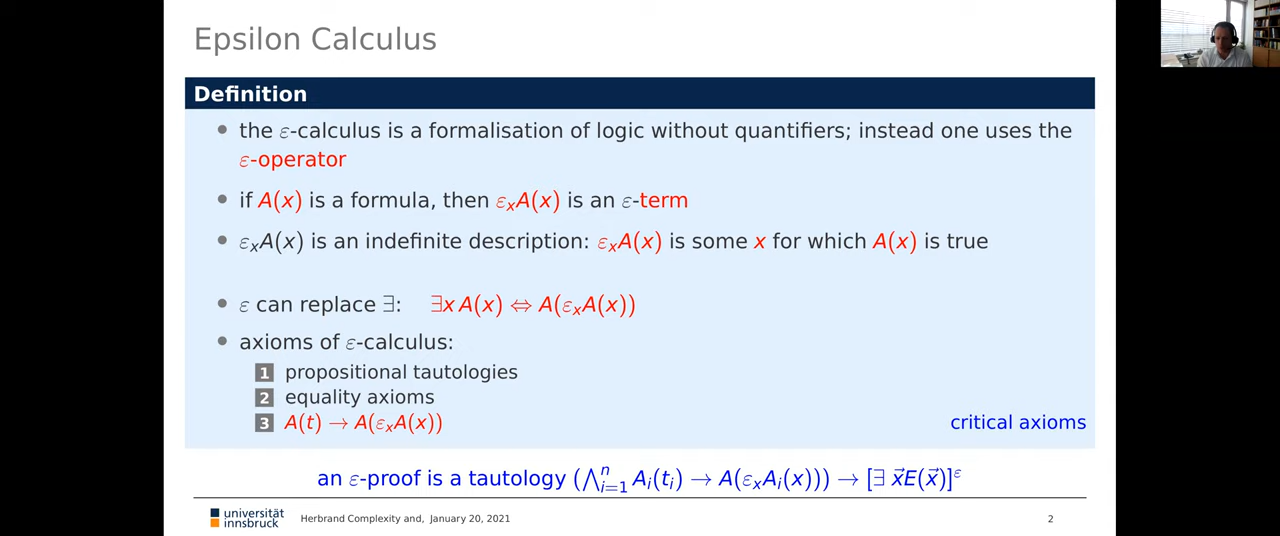 Epsilon Calculus
Definition
• the ε-calculus is a formalisation of logic without quantifiers; instead one uses the
ε-operator
• if A(x) is a formula, then εₓA(x) is an ε-term
• εₓA(x) is an indefinite description: εₓA(x) is some x for which A(x) is true
• ε can replace ∃: ∃x A(x) ⇔ A(εₓA(x))
• axioms of ε-calculus:
1 propositional tautologies
2 equality axioms
3 A(t) → A(εₓA(x)) critical axioms
an ε-proof is a tautology (⋀ⁿᵢ₌₁ Aᵢ(tᵢ) → A(εₓAᵢ(x))) → [∃ x⃗E(x⃗)]^ε
universität
innsbruck
Herbrand Complexity and, January 20, 2021
2